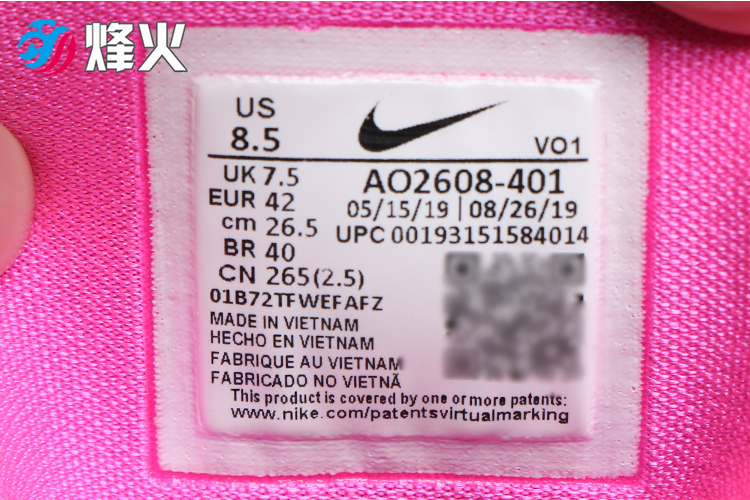 烽火
US
8.5
VO1
UK 7.5
EUR 42
cm 26.5
BR 40
CN 265(2.5)
AO2608-401
05/15/19 | 08/26/19
UPC 00193151584014
01B72TFWEFAFZ
MADE IN VIETNAM
HECHO EN VIETNAM
FABRIQUE AU VIETNAM
FABRICADO NO VIETNÃ
This product is covered by one or more patents:
www.nike.com/patentsvirtualmarking